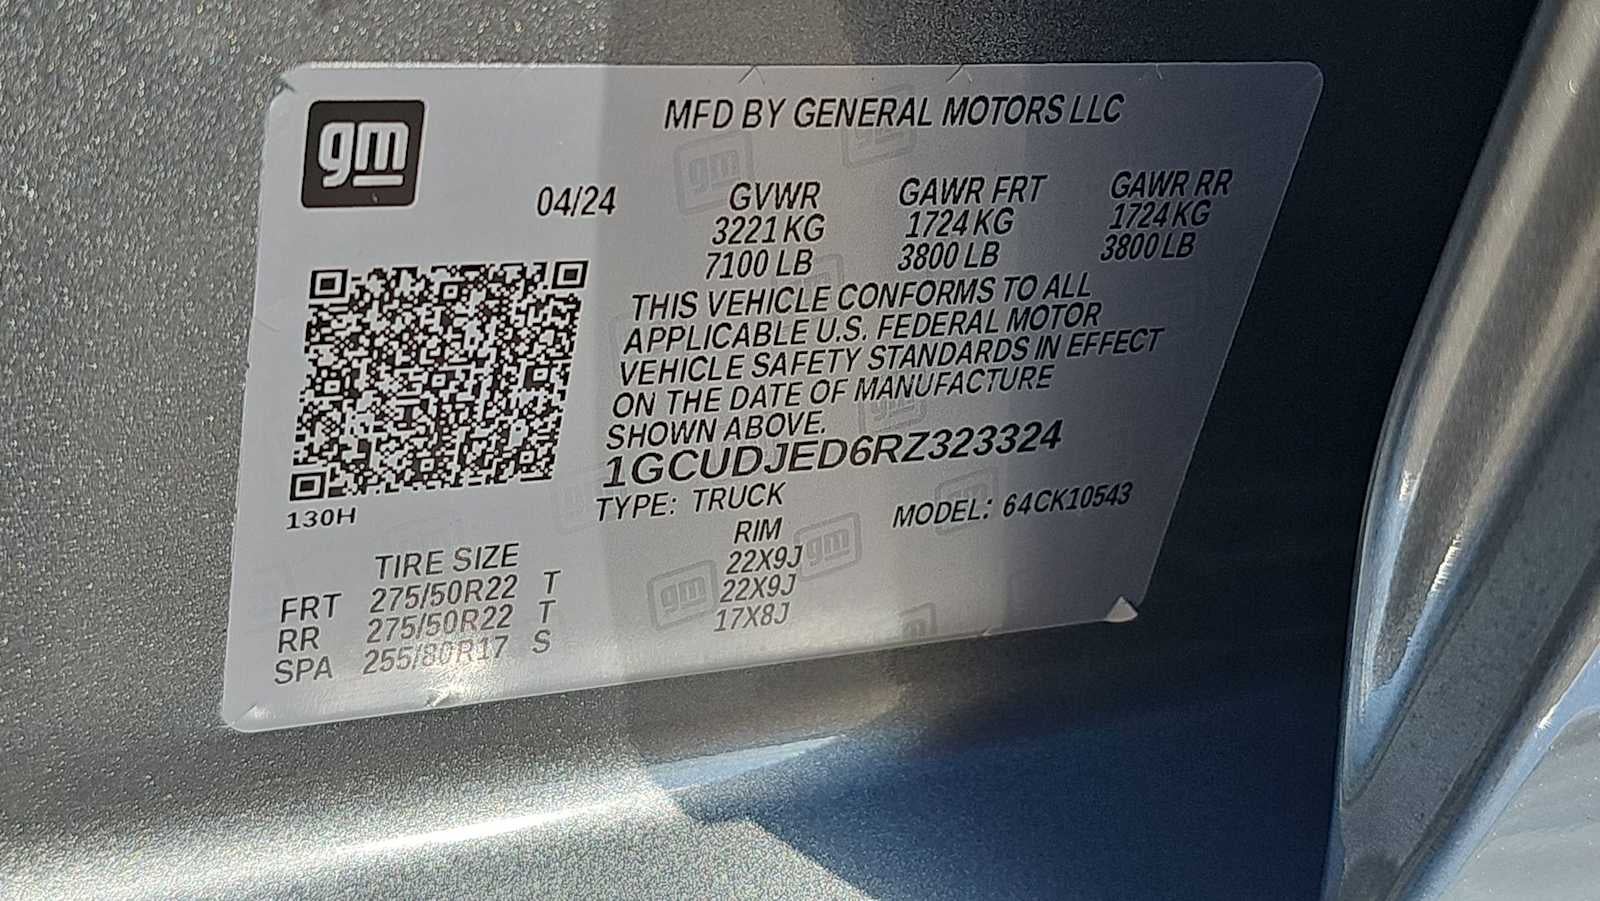 gm
MFD BY GENERAL MOTORS LLC
04/24 GVWR GAWR FRT GAWR RR
3221 KG 1724 KG 1724 KG
7100 LB 3800 LB 3800 LB
THIS VEHICLE CONFORMS TO ALL
APPLICABLE U.S. FEDERAL MOTOR
VEHICLE SAFETY STANDARDS IN EFFECT
ON THE DATE OF MANUFACTURE
SHOWN ABOVE.
1GCUDJED6RZ323324
TYPE: TRUCK MODEL: 64CK10543
130H
TIRE SIZE RIM
FRT 275/50R22 T 22X9J
RR 275/50R22 T 22X9J
SPA 255/80R17 S 17X8J